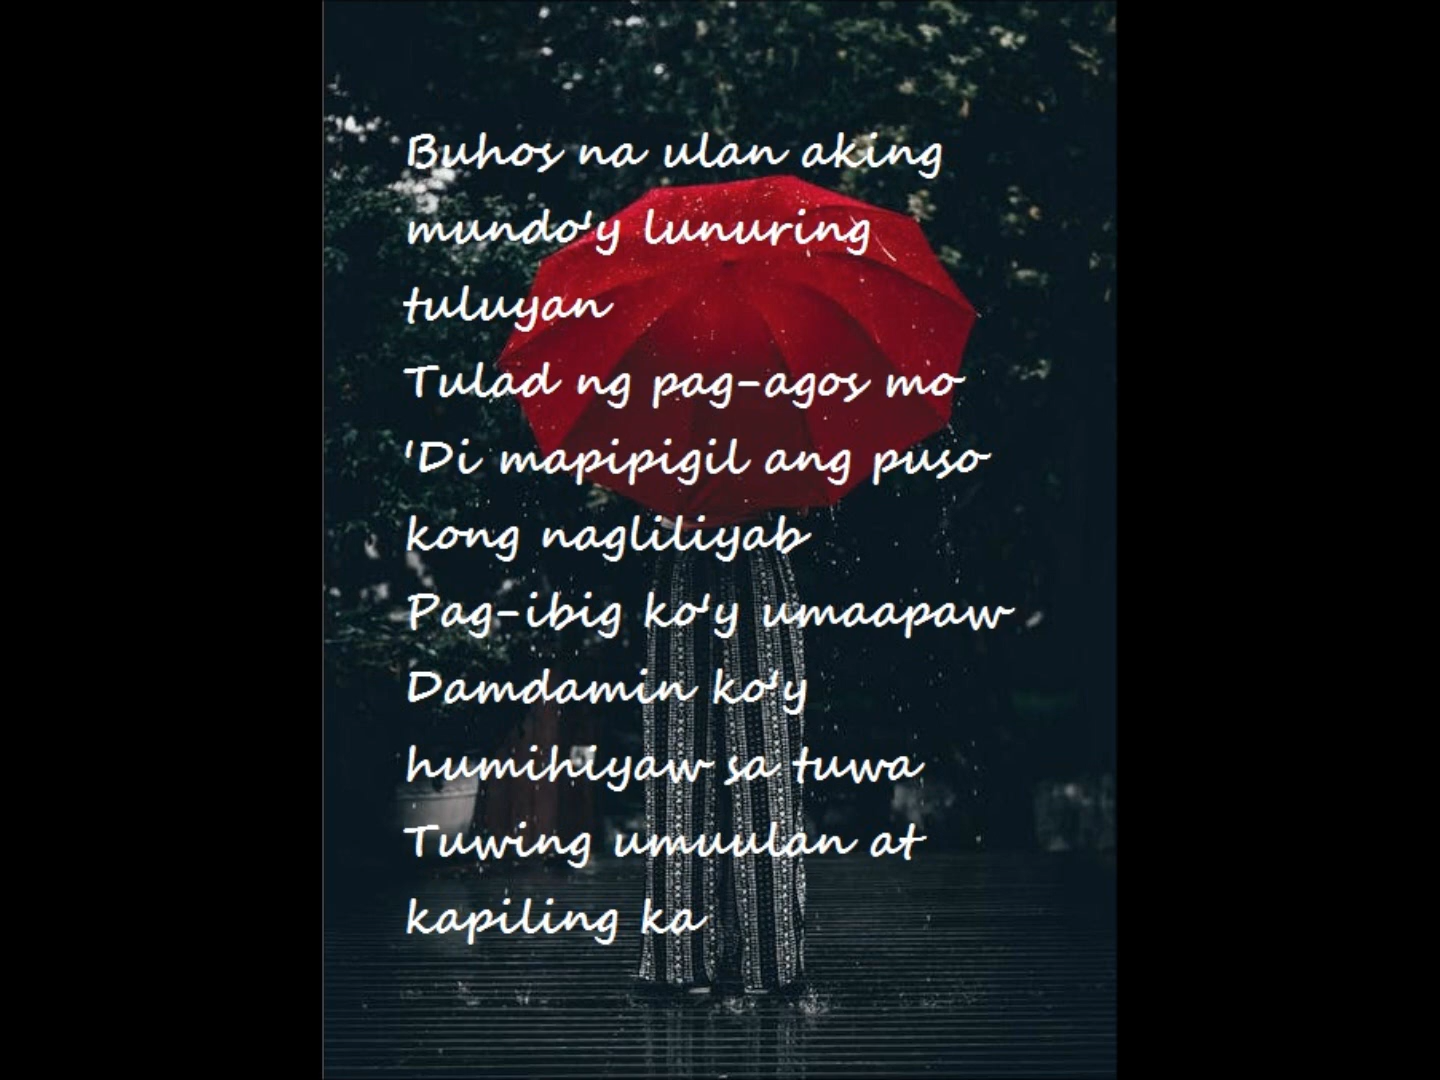 Buhos na ulan aking
mundo'y lunuring
tuluyan
Tulad ng pag-agos mo
'Di mapipigil ang puso
kong nagliliyab
Pag-ibig ko'y umaapaw
Damdamin ko'y
humihiyaw sa tuwa
Tuwing umuulan at
kapiling ka